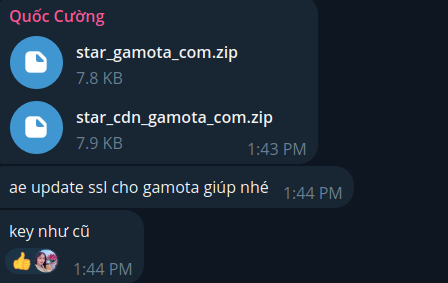 Quốc Cường
star_gamota_com.zip
7.8 KB
star_cdn_gamota_com.zip
7.9 KB
1:43 PM
ae update ssl cho gamota giúp nhé 1:44 PM
key như cũ
1:44 PM